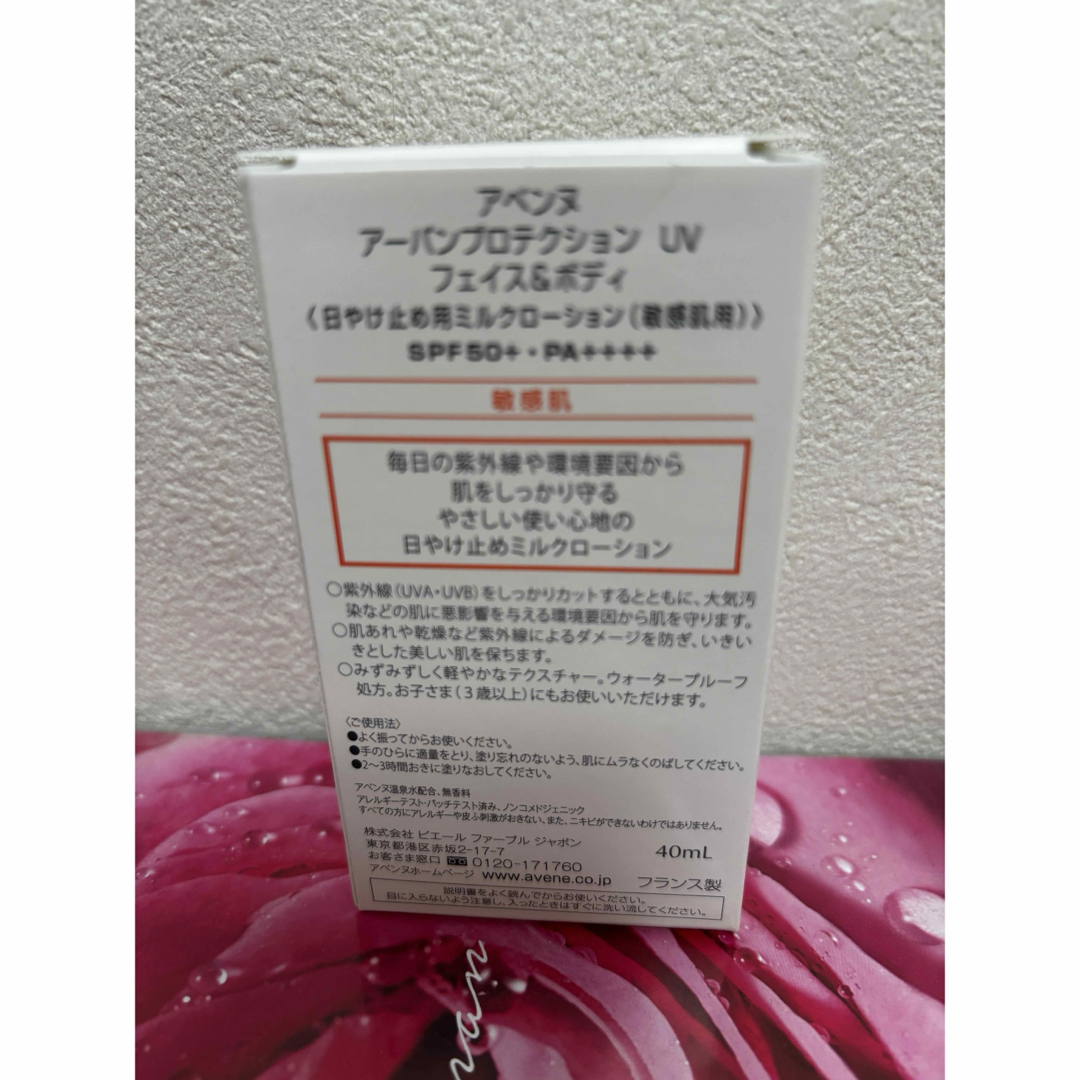 アベンヌ
アーバンプロテクション UV
フェイス&ボディ
〈日やけ止め用ミルクローション(敏感肌用)〉
SPF50+・PA++++
敏感肌
毎日の紫外線や環境要因から
肌をしっかり守る
やさしい使い心地の
日やけ止めミルクローション
○紫外線(UVA・UVB)をしっかりカットするとともに、大気汚
染などの肌に悪影響を与える環境要因から肌を守ります。
○肌あれや乾燥など紫外線によるダメージを防ぎ、いきい
きとした美しい肌を保ちます。
○みずみずしく軽やかなテクスチャー。ウォータープルーフ
処方。お子さま(3歳以上)にもお使いいただけます。
〈ご使用法〉
●よく振ってからお使いください。
●手のひらに適量をとり、塗り忘れのないよう、肌にムラなくのばしてください。
●2〜3時間おきに塗りなおしてください。
アベンヌ温泉水配合、無香料
アレルギーテスト・パッチテスト済み、ノンコメドジェニック
すべての方にアレルギーや皮ふ刺激がおきない、また、ニキビができないわけではありません。
株式会社 ピエール ファーブル ジャポン
東京都港区赤坂2-17-7
40mL
お客さま窓口 0120-171760
アベンヌホームページ www.avene.co.jp フランス製
説明書をよく読んでからお使いください。
目に入らないよう注意し、入ったときはすぐに洗い流してください。